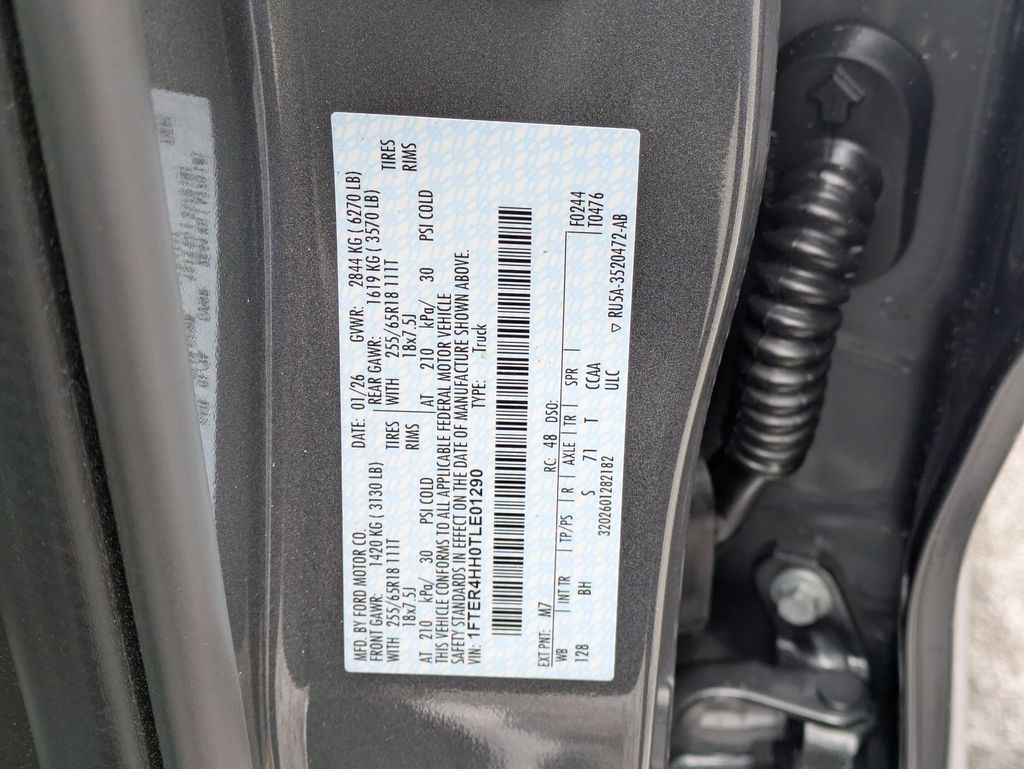 MFD. BY FORD MOTOR CO. DATE: 01/26 GVWR: 2844 KG ( 6270 LB)
FRONT GAWR: 1420 KG ( 3130 LB) REAR GAWR: 1619 KG ( 3570 LB)
WITH 255/65R18 111T TIRES WITH 255/65R18 111T TIRES
18x7.5J RIMS 18x7.5J RIMS
AT 210 kPa/ 30 PSI COLD AT 210 kPa/ 30 PSI COLD
THIS VEHICLE CONFORMS TO ALL APPLICABLE FEDERAL MOTOR VEHICLE
SAFETY STANDARDS IN EFFECT ON THE DATE OF MANUFACTURE SHOWN ABOVE.
VIN: 1FTER4HH0TLE01290 TYPE: Truck
EXT PNT: M7 RC: 48 DSO: F0244
T0476
WB INT TR TP/PS R AXLE TR SPR
128 BH S 71 T CCAA
3202601282182 ULC ▽ RU5A-3520472-AB